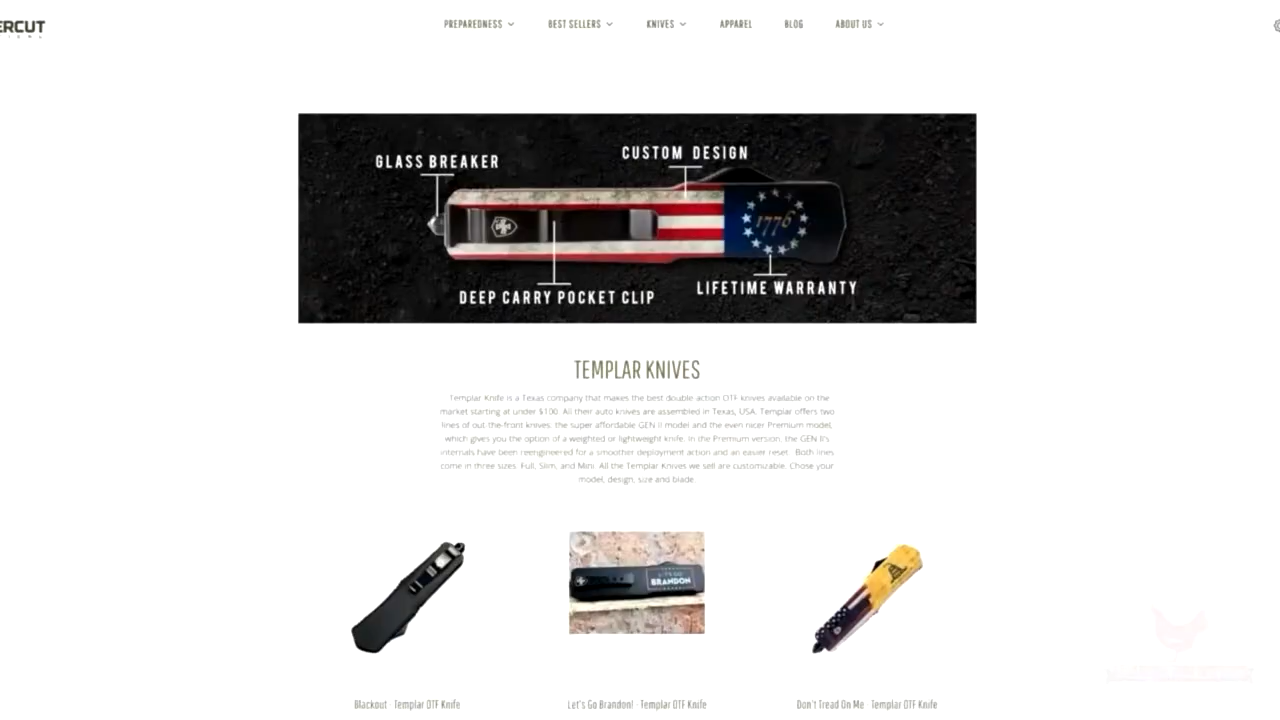 ERCUT
PREPAREDNESS BEST SELLERS KNIVES APPAREL BLOG ABOUT US
GLASS BREAKER
CUSTOM DESIGN
1776
DEEP CARRY POCKET CLIP
LIFETIME WARRANTY
TEMPLAR KNIVES
Templar Knife is a Texas company that makes the best double action OTF knives available on the
market starting at under $100. All their auto knives are assembled in Texas, USA. Templar offers two
lines of out the-front knives: the super affordable GEN II model and the even nicer Premium model,
which gives you the option of a weighted or lightweight knife. In the Premium version, the GEN II's
internals have been reengineered for a smoother deployment action and an easier reset. Both lines
come in three sizes: Full, Slim, and Mini. All the Templar Knives we sell are customizable. Chose your
model, design, size and blade.
LET'S GO
BRANDON
Blackout - Templar OTF Knife
Let's Go Brandon! - Templar OTF Knife
Don't Tread On Me - Templar OTF Knife